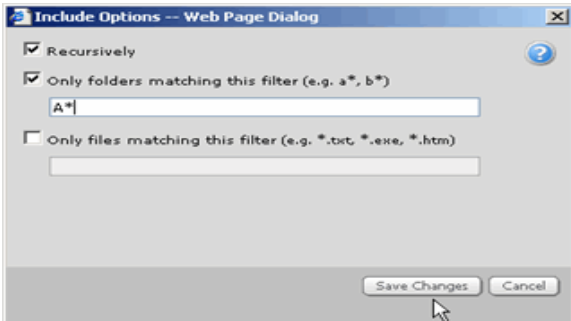 Include Options -- Web Page Dialog
Recursively
Only folders matching this filter (e.g. a*, b*)
A*
Only files matching this filter (e.g. *.txt, *.exe, *.htm)
Save Changes
Cancel